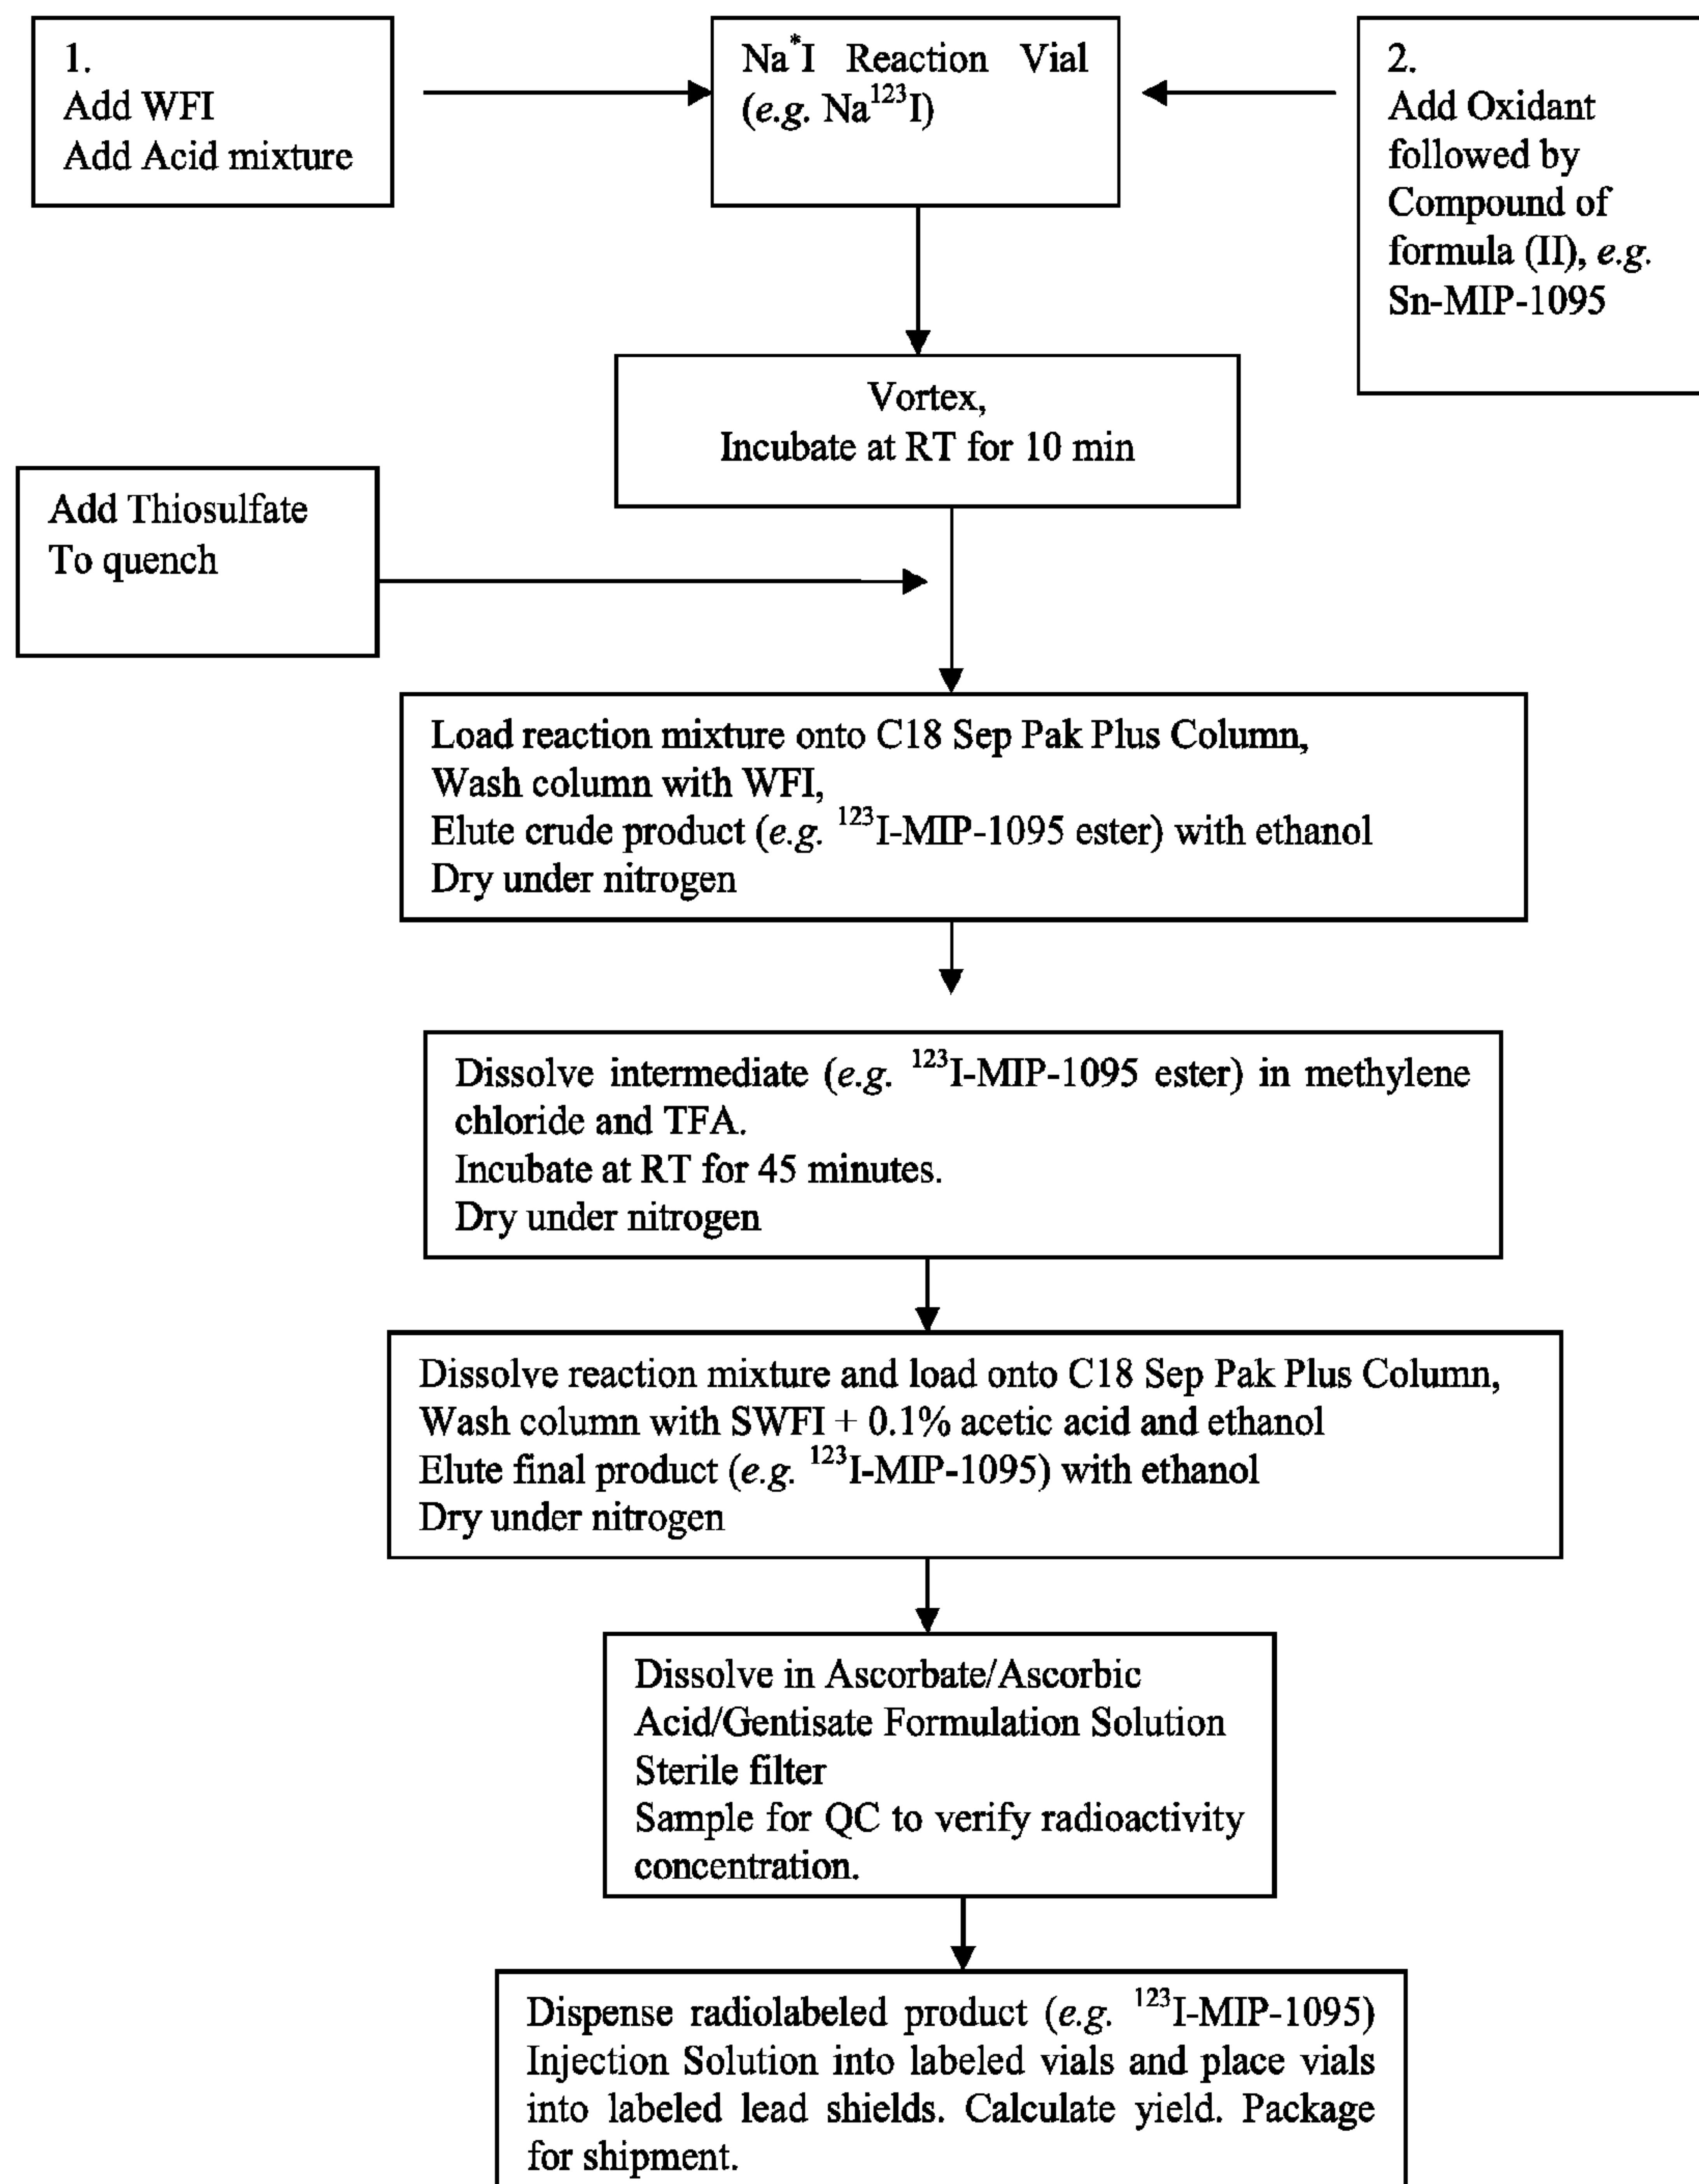 1.
Add WFI
Add Acid mixture
Na*I Reaction Vial
(e.g. Na¹²³I)
2.
Add Oxidant
followed by
Compound of
formula (II), e.g.
Sn-MIP-1095
Vortex,
Incubate at RT for 10 min
Add Thiosulfate
To quench
Load reaction mixture onto C18 Sep Pak Plus Column,
Wash column with WFI,
Elute crude product (e.g. ¹²³I-MIP-1095 ester) with ethanol
Dry under nitrogen
Dissolve intermediate (e.g. ¹²³I-MIP-1095 ester) in methylene
chloride and TFA.
Incubate at RT for 45 minutes.
Dry under nitrogen
Dissolve reaction mixture and load onto C18 Sep Pak Plus Column,
Wash column with SWFI + 0.1% acetic acid and ethanol
Elute final product (e.g. ¹²³I-MIP-1095) with ethanol
Dry under nitrogen
Dissolve in Ascorbate/Ascorbic
Acid/Gentisate Formulation Solution
Sterile filter
Sample for QC to verify radioactivity
concentration.
Dispense radiolabeled product (e.g. ¹²³I-MIP-1095)
Injection Solution into labeled vials and place vials
into labeled lead shields. Calculate yield. Package
for shipment.